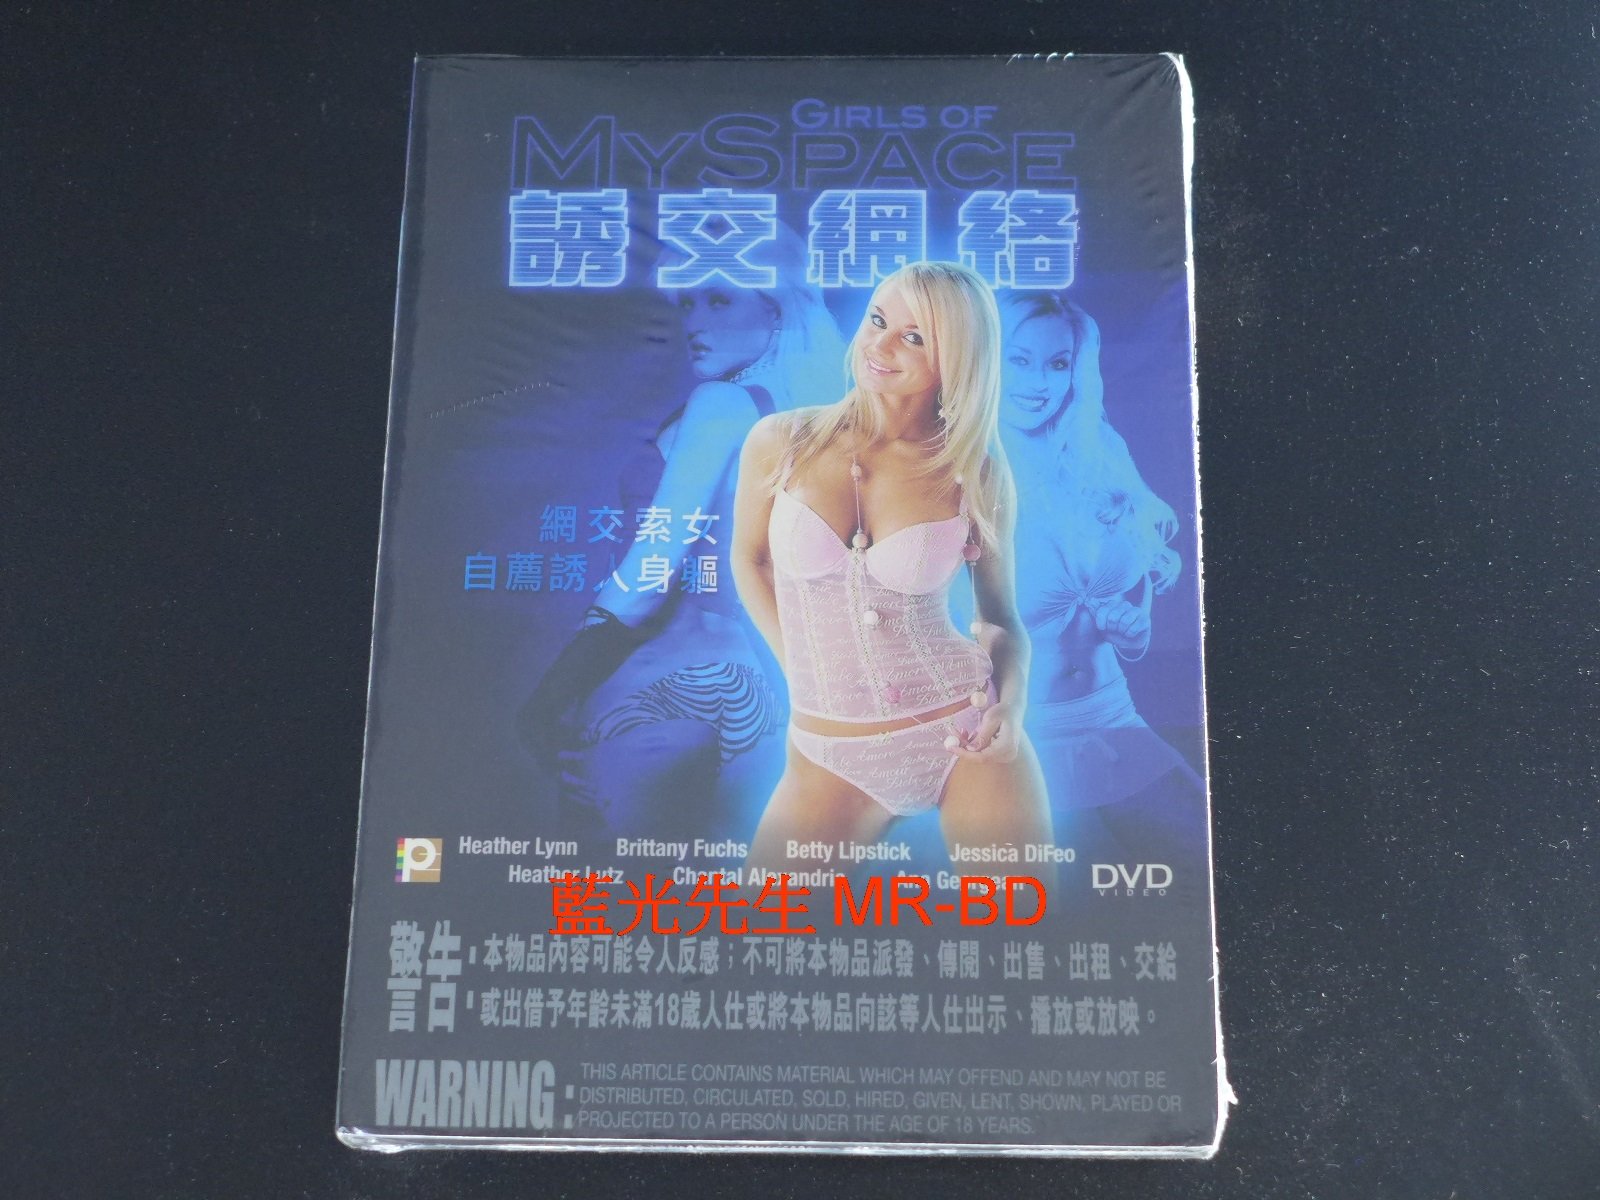 GIRLS OF
MYSPACE
誘交網絡
網交索女
自薦誘人身軀
Heather Lynn Brittany Fuchs Betty Lipstick Jessica DiFeo
Heather Lutz Chantal Alexandria Ana
DVD
VIDEO
藍光先生 MR-BD
警告：本物品內容可能令人反感；不可將本物品派發、傳閱、出售、出租、交給
或出借予年齡未滿18歲人仕或將本物品向該等人仕出示、播放或放映。
WARNING : THIS ARTICLE CONTAINS MATERIAL WHICH MAY OFFEND AND MAY NOT BE
DISTRIBUTED, CIRCULATED, SOLD, HIRED, GIVEN, LENT, SHOWN, PLAYED OR
PROJECTED TO A PERSON UNDER THE AGE OF 18 YEARS.